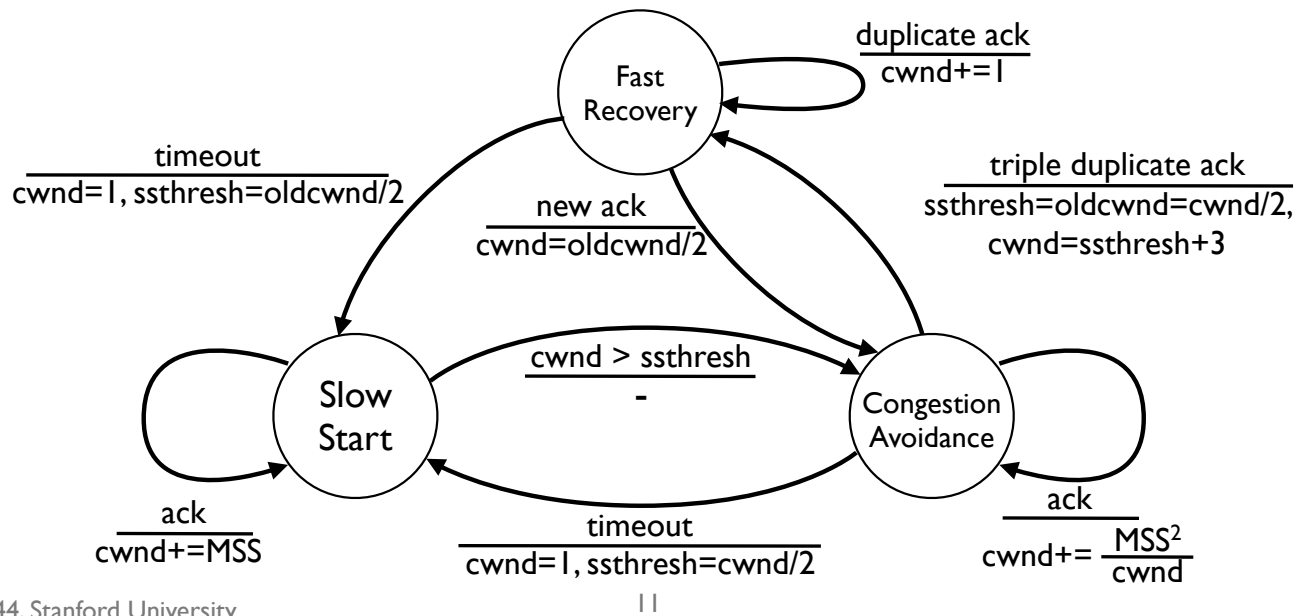 duplicate ack
cwnd+=1
Fast
Recovery
timeout
cwnd=1, ssthresh=oldcwnd/2
triple duplicate ack
ssthresh=oldcwnd=cwnd/2,
cwnd=ssthresh+3
new ack
cwnd=oldcwnd/2
cwnd > ssthresh
-
Slow
Start
Congestion
Avoidance
ack
cwnd+=MSS
timeout
cwnd=1, ssthresh=cwnd/2
ack
cwnd+= MSS²
cwnd
44, Stanford University
11